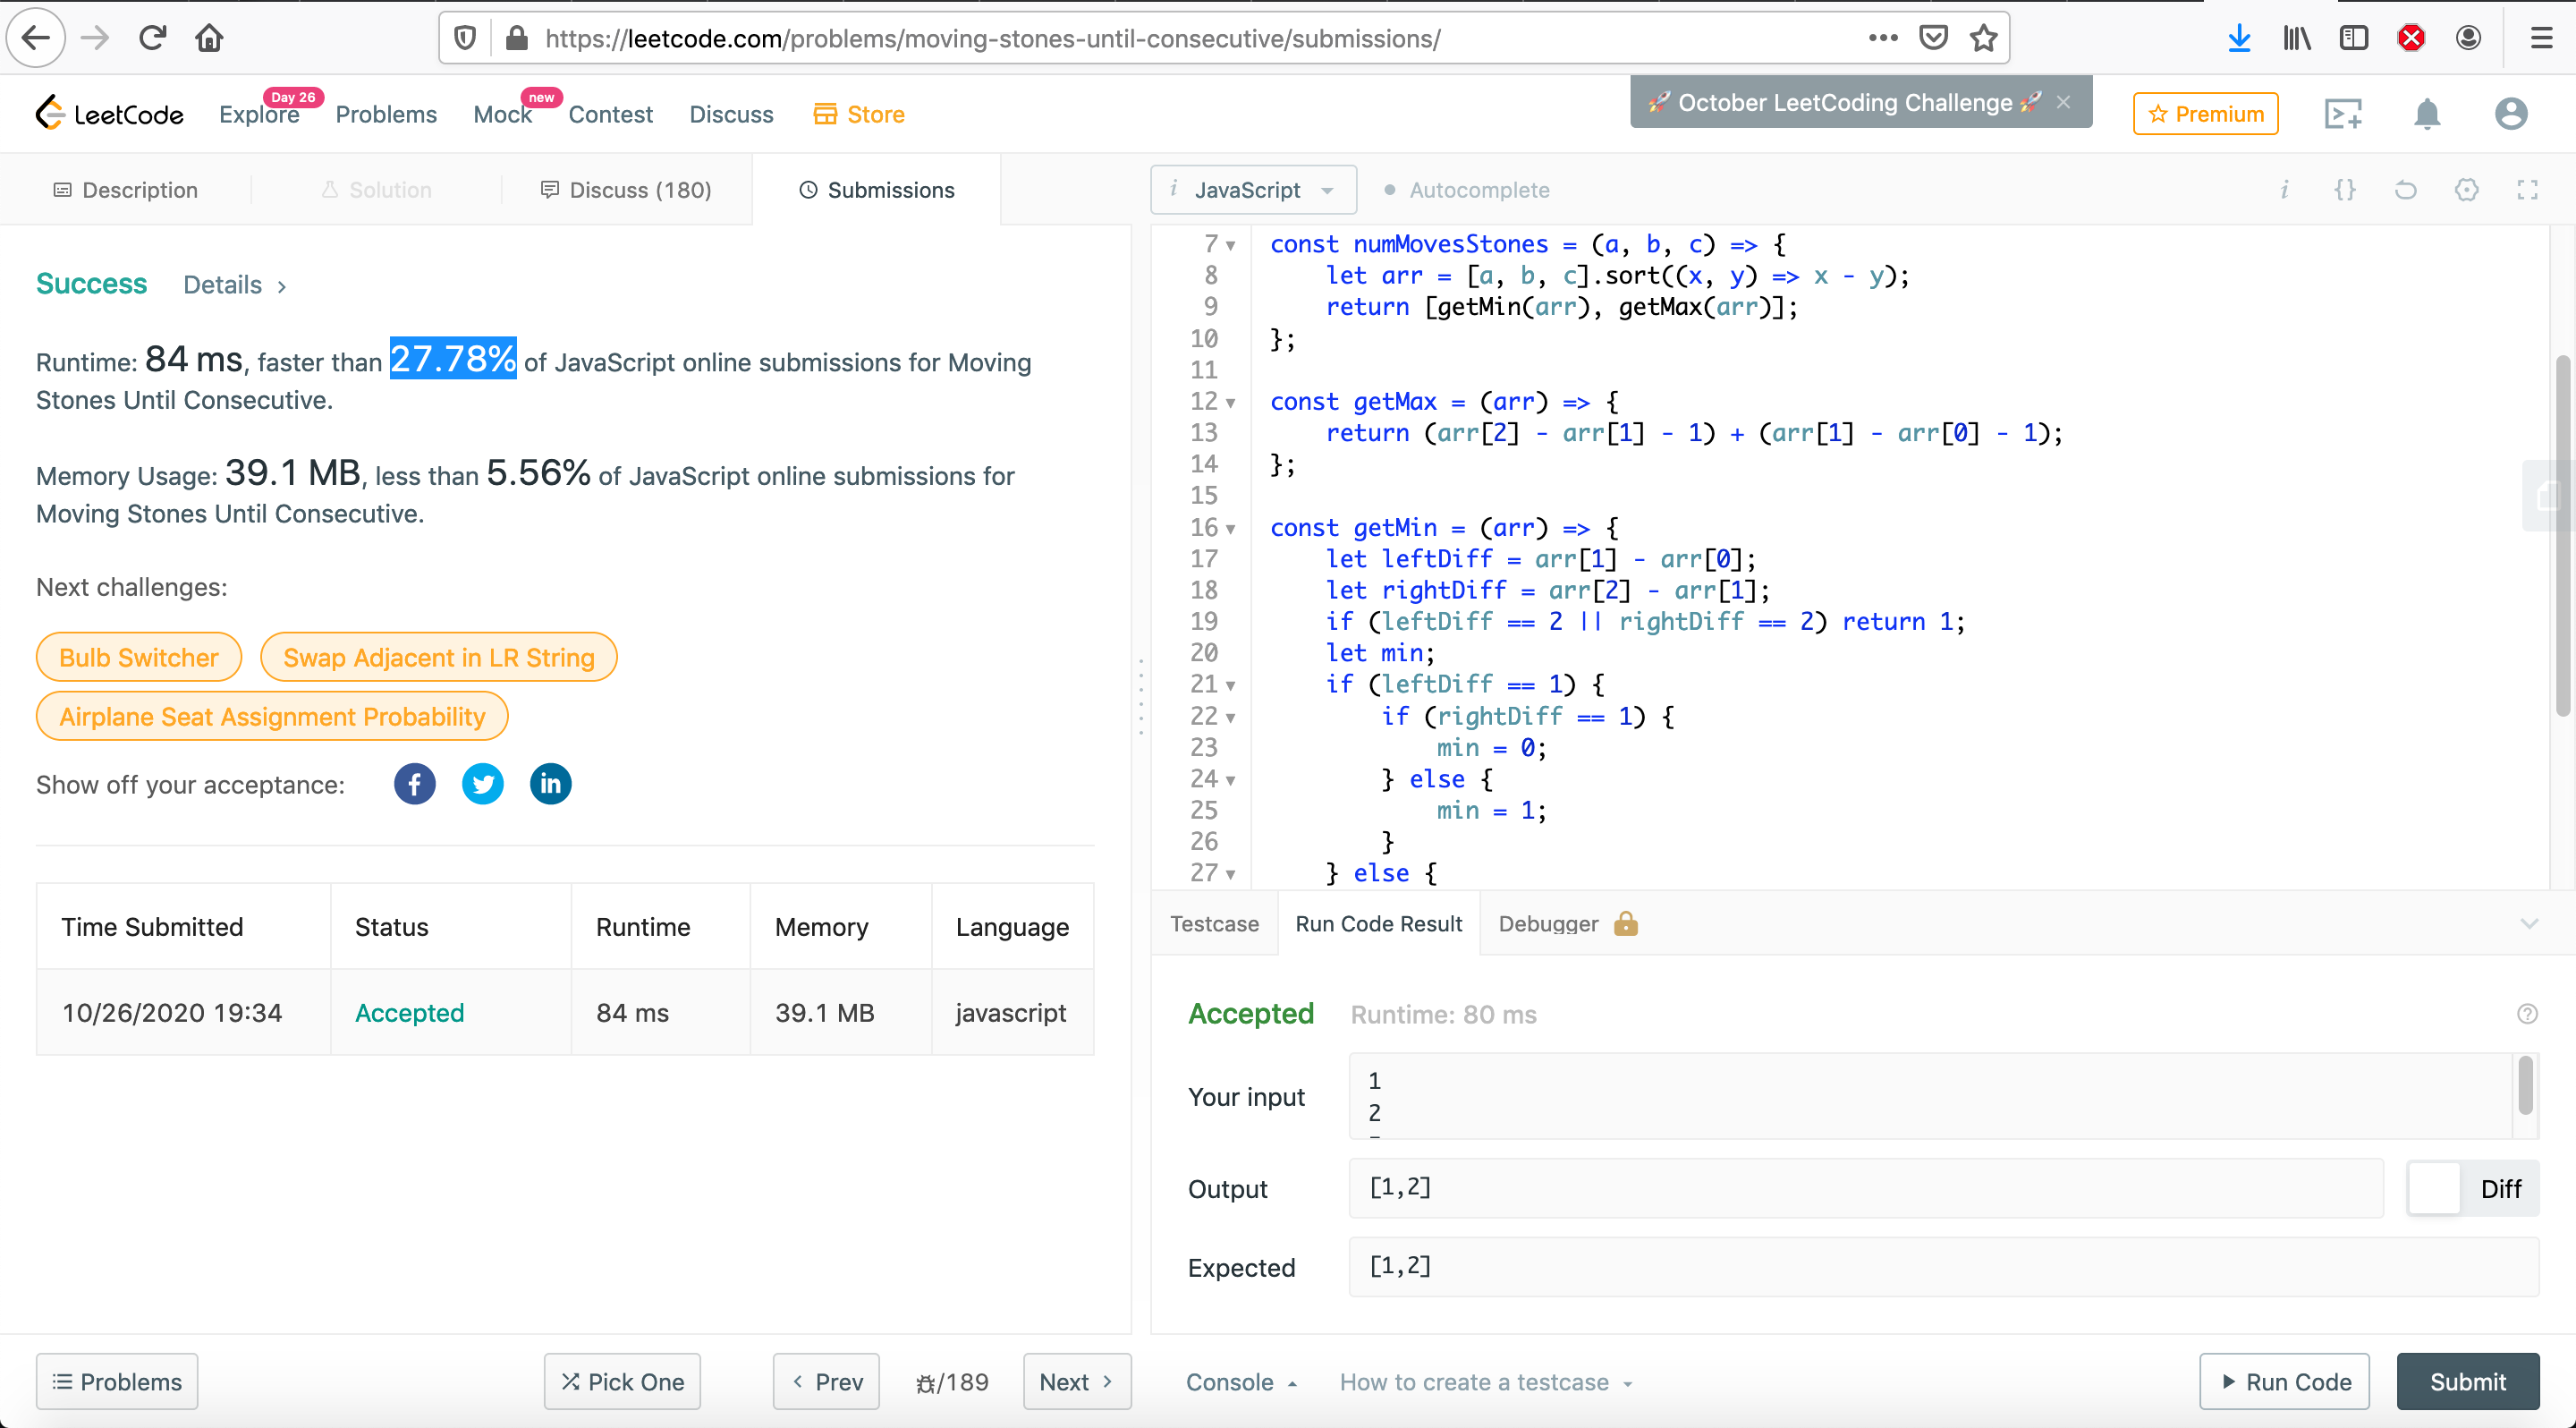 https://leetcode.com/problems/moving-stones-until-consecutive/submissions/
LeetCode
Explore
Day 26
Problems
Mock
new
Contest
Discuss
Store
🚀 October LeetCoding Challenge 🚀 ×
Premium
Description
Solution
Discuss (180)
Submissions
i JavaScript
Autocomplete
Success Details >
Runtime: 84 ms, faster than 27.78% of JavaScript online submissions for Moving
Stones Until Consecutive.
Memory Usage: 39.1 MB, less than 5.56% of JavaScript online submissions for
Moving Stones Until Consecutive.
Next challenges:
Bulb Switcher
Swap Adjacent in LR String
Airplane Seat Assignment Probability
Show off your acceptance:
Time Submitted Status Runtime Memory Language
10/26/2020 19:34 Accepted 84 ms 39.1 MB javascript
7 const numMovesStones = (a, b, c) => {
8 let arr = [a, b, c].sort((x, y) => x - y);
9 return [getMin(arr), getMax(arr)];
10 };
11
12 const getMax = (arr) => {
13 return (arr[2] - arr[1] - 1) + (arr[1] - arr[0] - 1);
14 };
15
16 const getMin = (arr) => {
17 let leftDiff = arr[1] - arr[0];
18 let rightDiff = arr[2] - arr[1];
19 if (leftDiff == 2 || rightDiff == 2) return 1;
20 let min;
21 if (leftDiff == 1) {
22 if (rightDiff == 1) {
23 min = 0;
24 } else {
25 min = 1;
26 }
27 } else {
Testcase
Run Code Result
Debugger
Accepted Runtime: 80 ms
Your input
1
2
Output
[1,2]
Diff
Expected
[1,2]
Problems
Pick One
< Prev
/189
Next >
Console
How to create a testcase
Run Code
Submit